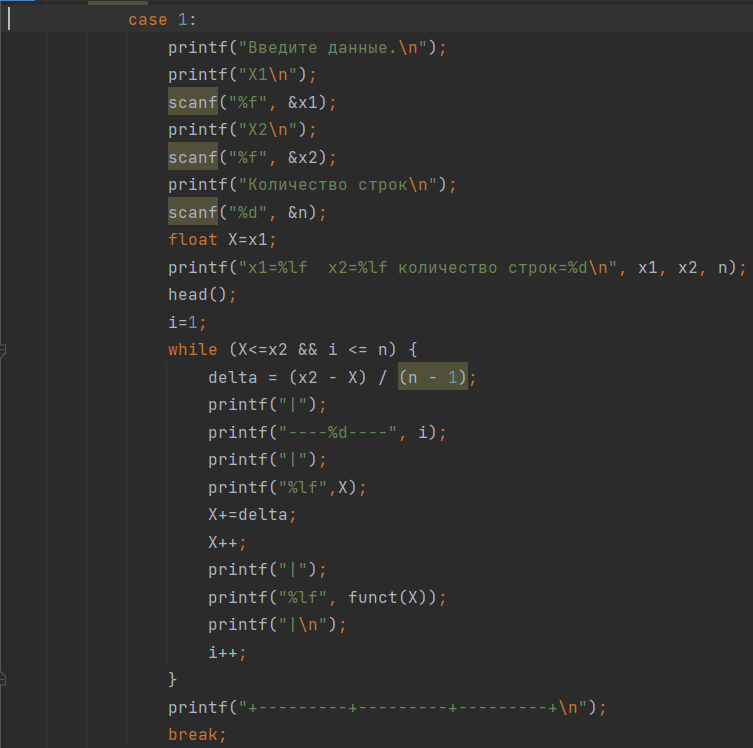 case 1:
printf("Введите данные.\n");
printf("X1\n");
scanf("%f", &x1);
printf("X2\n");
scanf("%f", &x2);
printf("Количество строк\n");
scanf("%d", &n);
float X=x1;
printf("x1=%lf  x2=%lf количество строк=%d\n", x1, x2, n);
head();
i=1;
while (X<=x2 && i <= n) {
delta = (x2 - X) / (n - 1);
printf("|");
printf("----%d----", i);
printf("|");
printf("%lf",X);
X+=delta;
X++;
printf("|");
printf("%lf", funct(X));
printf("|\n");
i++;
}
printf("+---------+---------+---------+\n");
break;